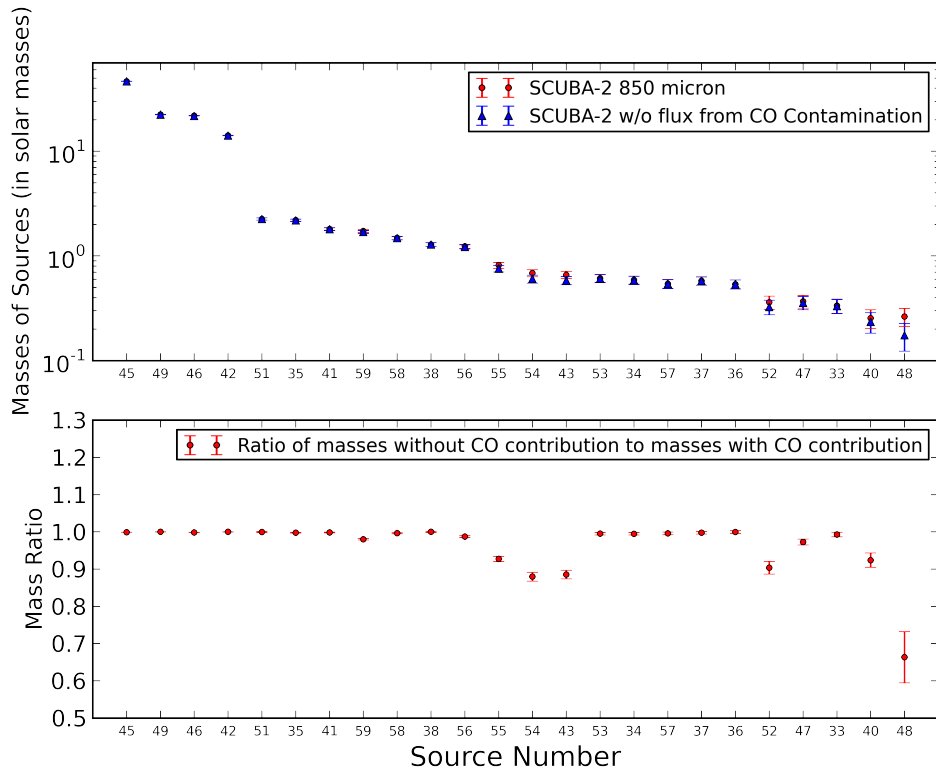 Masses of Sources (in solar masses)
SCUBA-2 850 micron
SCUBA-2 w/o flux from CO Contamination
10^1
10^0
10^-1
45 49 46 42 51 35 41 59 58 38 56 55 54 43 53 34 57 37 36 52 47 33 40 48
Mass Ratio
Ratio of masses without CO contribution to masses with CO contribution
1.3
1.2
1.1
1.0
0.9
0.8
0.7
0.6
0.5
45 49 46 42 51 35 41 59 58 38 56 55 54 43 53 34 57 37 36 52 47 33 40 48
Source Number